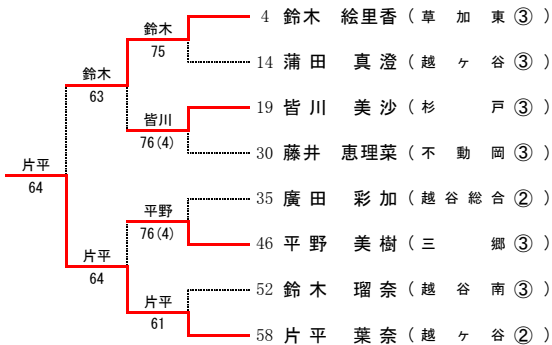 4 鈴木 絵里香 ( 草加東 ③ )
鈴木
75
14 蒲田 真澄 ( 越ヶ谷 ③ )
鈴木
63
19 皆川 美沙 ( 杉戸 ③ )
皆川
76(4)
30 藤井 恵理菜 ( 不動岡 ③ )
片平
64
35 廣田 彩加 ( 越谷総合 ② )
平野
76(4)
46 平野 美樹 ( 三郷 ③ )
片平
64
52 鈴木 瑠奈 ( 越谷南 ③ )
片平
61
58 片平 葉奈 ( 越ヶ谷 ② )